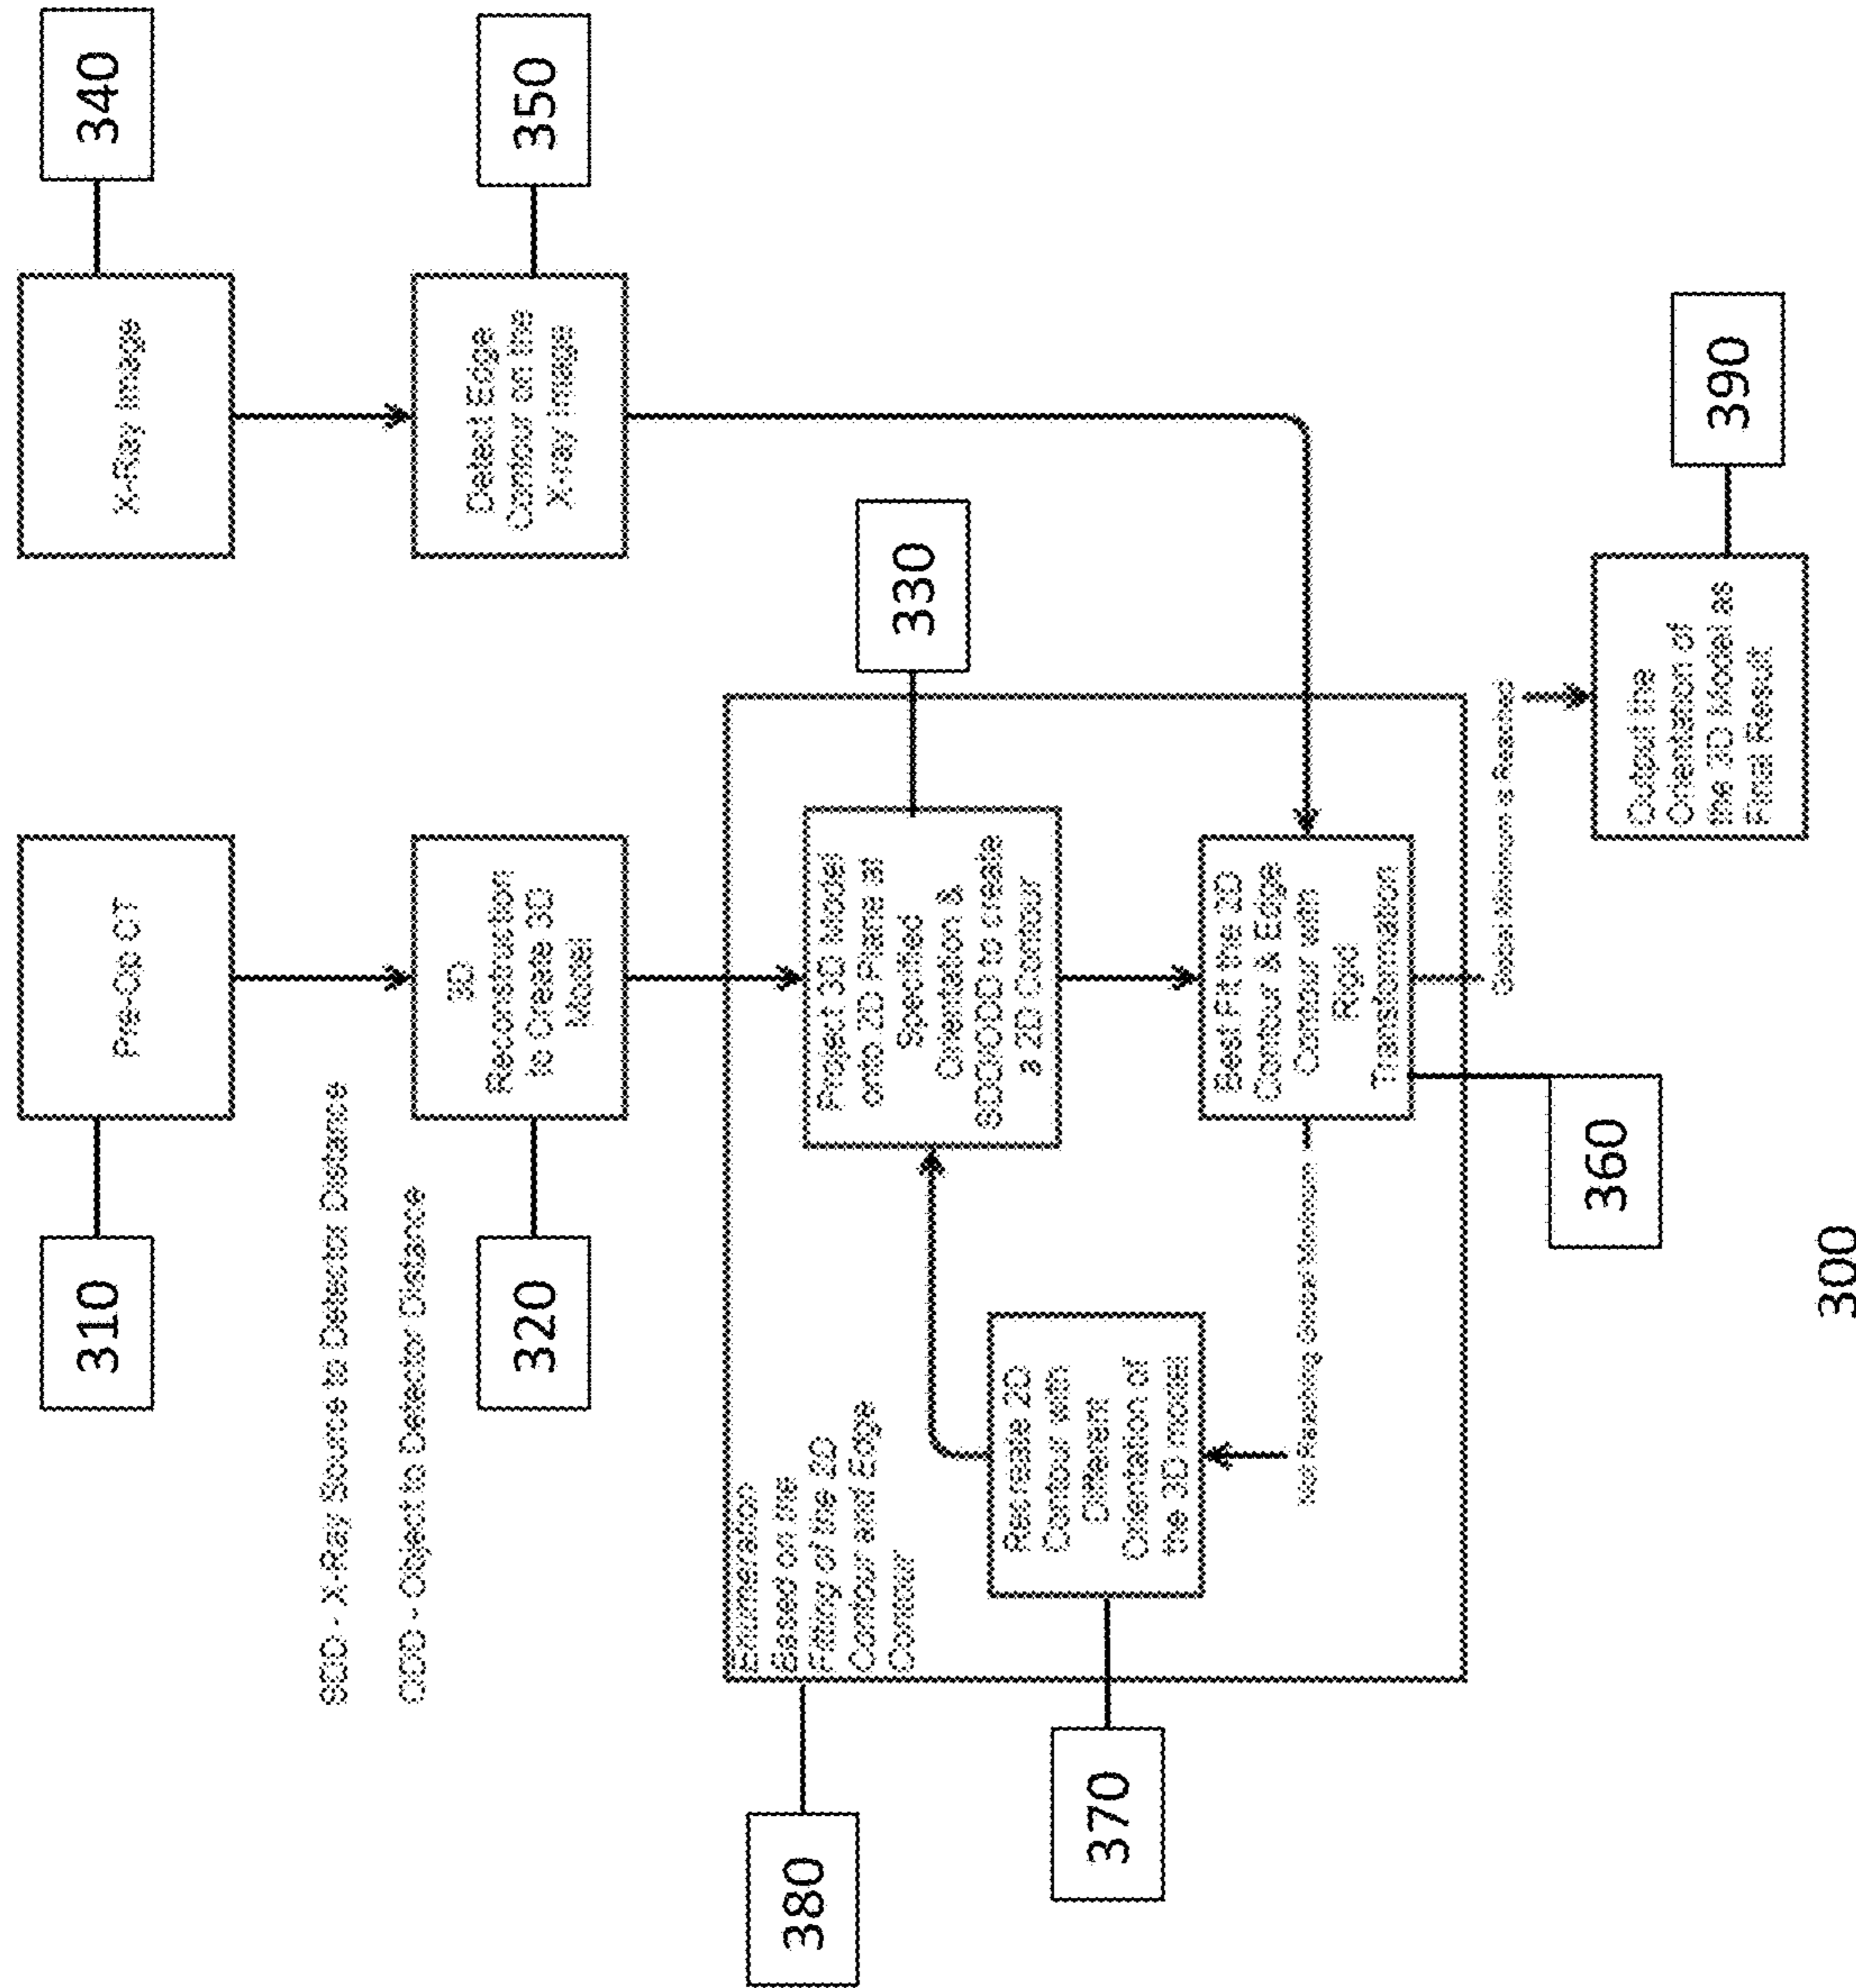 310
Pre-Op CT
340
X-Ray Image
SDD - X-Ray Source to Detector Distance
ODD - Object to Detector Distance
320
3D
Reconstruction
to Create 3D
Model
350
Detect Edge
Contour on the
X-ray Image
380
Enumeration
Based on the
Fitting of the 2D
Contour and Edge
Contour
330
Project 3D Model
onto 2D Plane at
Specified
Orientation &
SDD/ODD to create
a 2D Contour
370
Recreate 2D
Contour with
Different
Orientation of
the 3D model
Best Fit the 2D
Contour & Edge
Contour with
Rigid
Transformation
Not Reaching Global Minimum
360
Global Minimum is Reached
390
Output the
Orientation of
the 3D Model as
Final Result
300